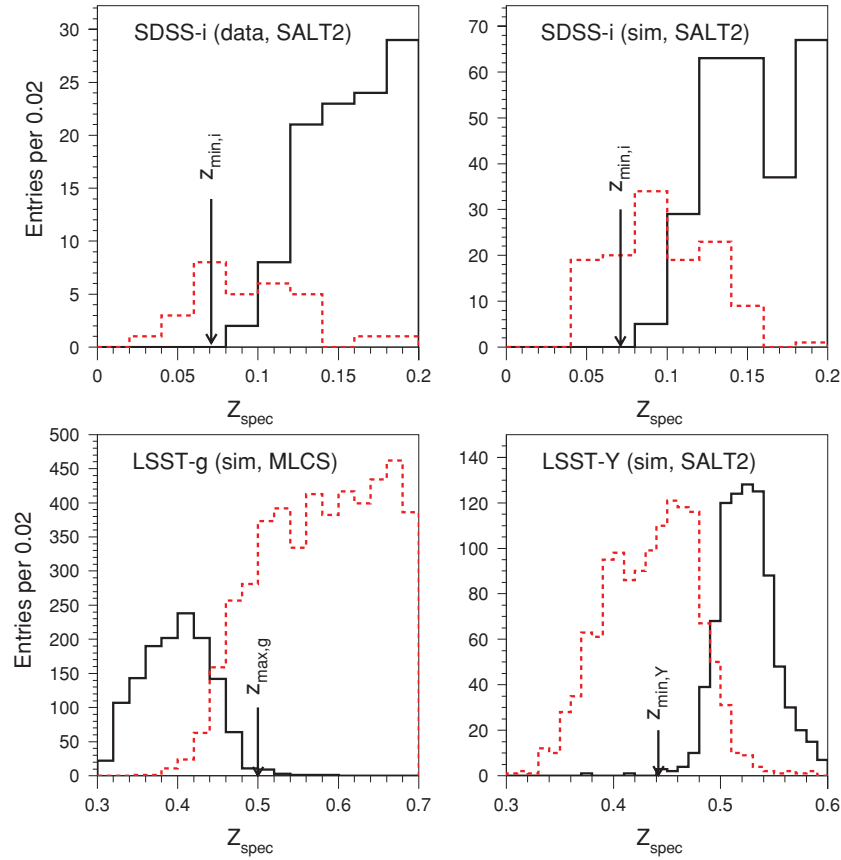 SDSS-i (data, SALT2)
Entries per 0.02
30
25
20
15
10
5
0
z_min,i
0 0.05 0.1 0.15 0.2
Z_spec
SDSS-i (sim, SALT2)
70
60
50
40
30
20
10
0
z_min,i
0 0.05 0.1 0.15 0.2
Z_spec
LSST-g (sim, MLCS)
Entries per 0.02
500
450
400
350
300
250
200
150
100
50
0
z_max,g
0.3 0.4 0.5 0.6 0.7
Z_spec
LSST-Y (sim, SALT2)
140
120
100
80
60
40
20
0
z_min,Y
0.3 0.4 0.5 0.6
Z_spec